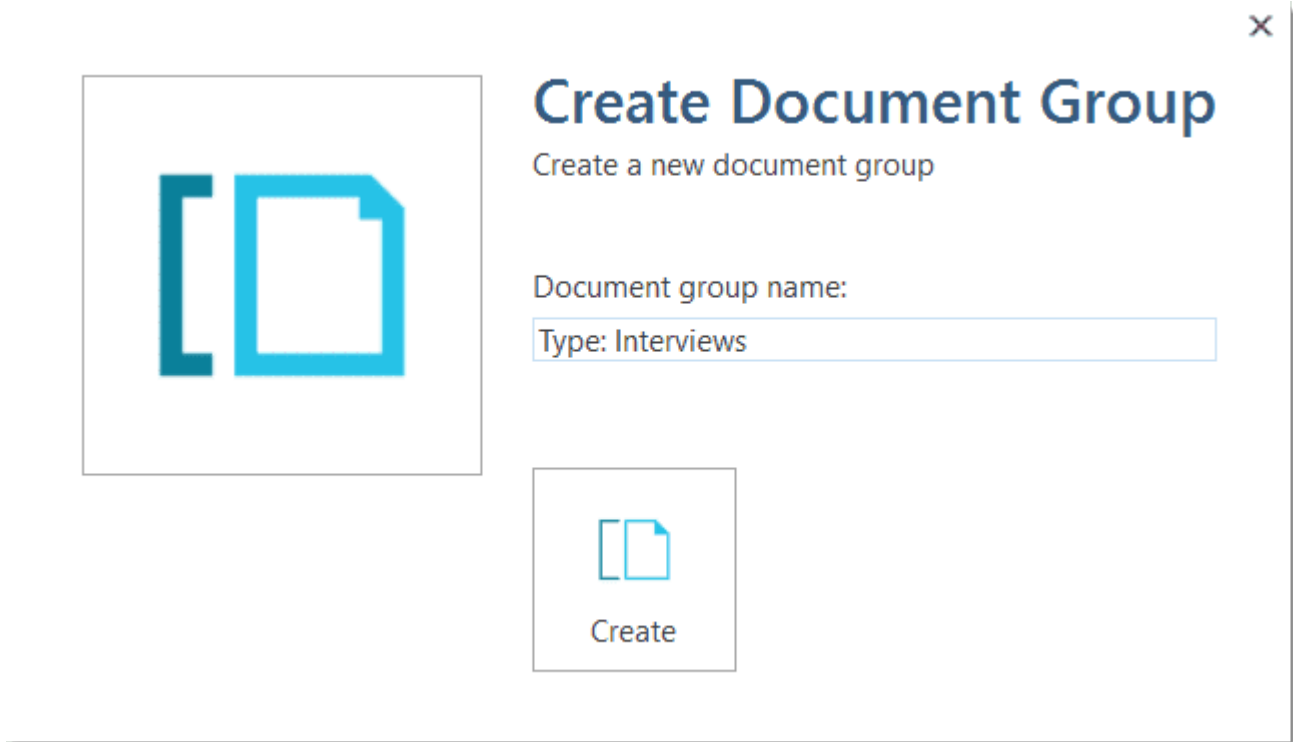 Create Document Group
Create a new document group
Document group name:
Type: Interviews
Create